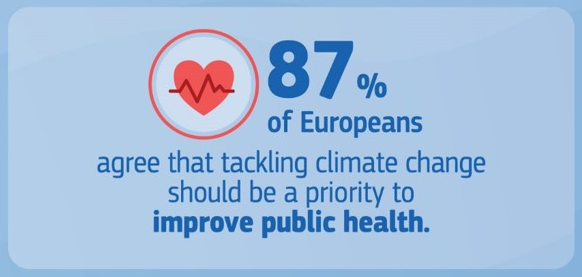 87%
of Europeans
agree that tackling climate change
should be a priority to
improve public health.